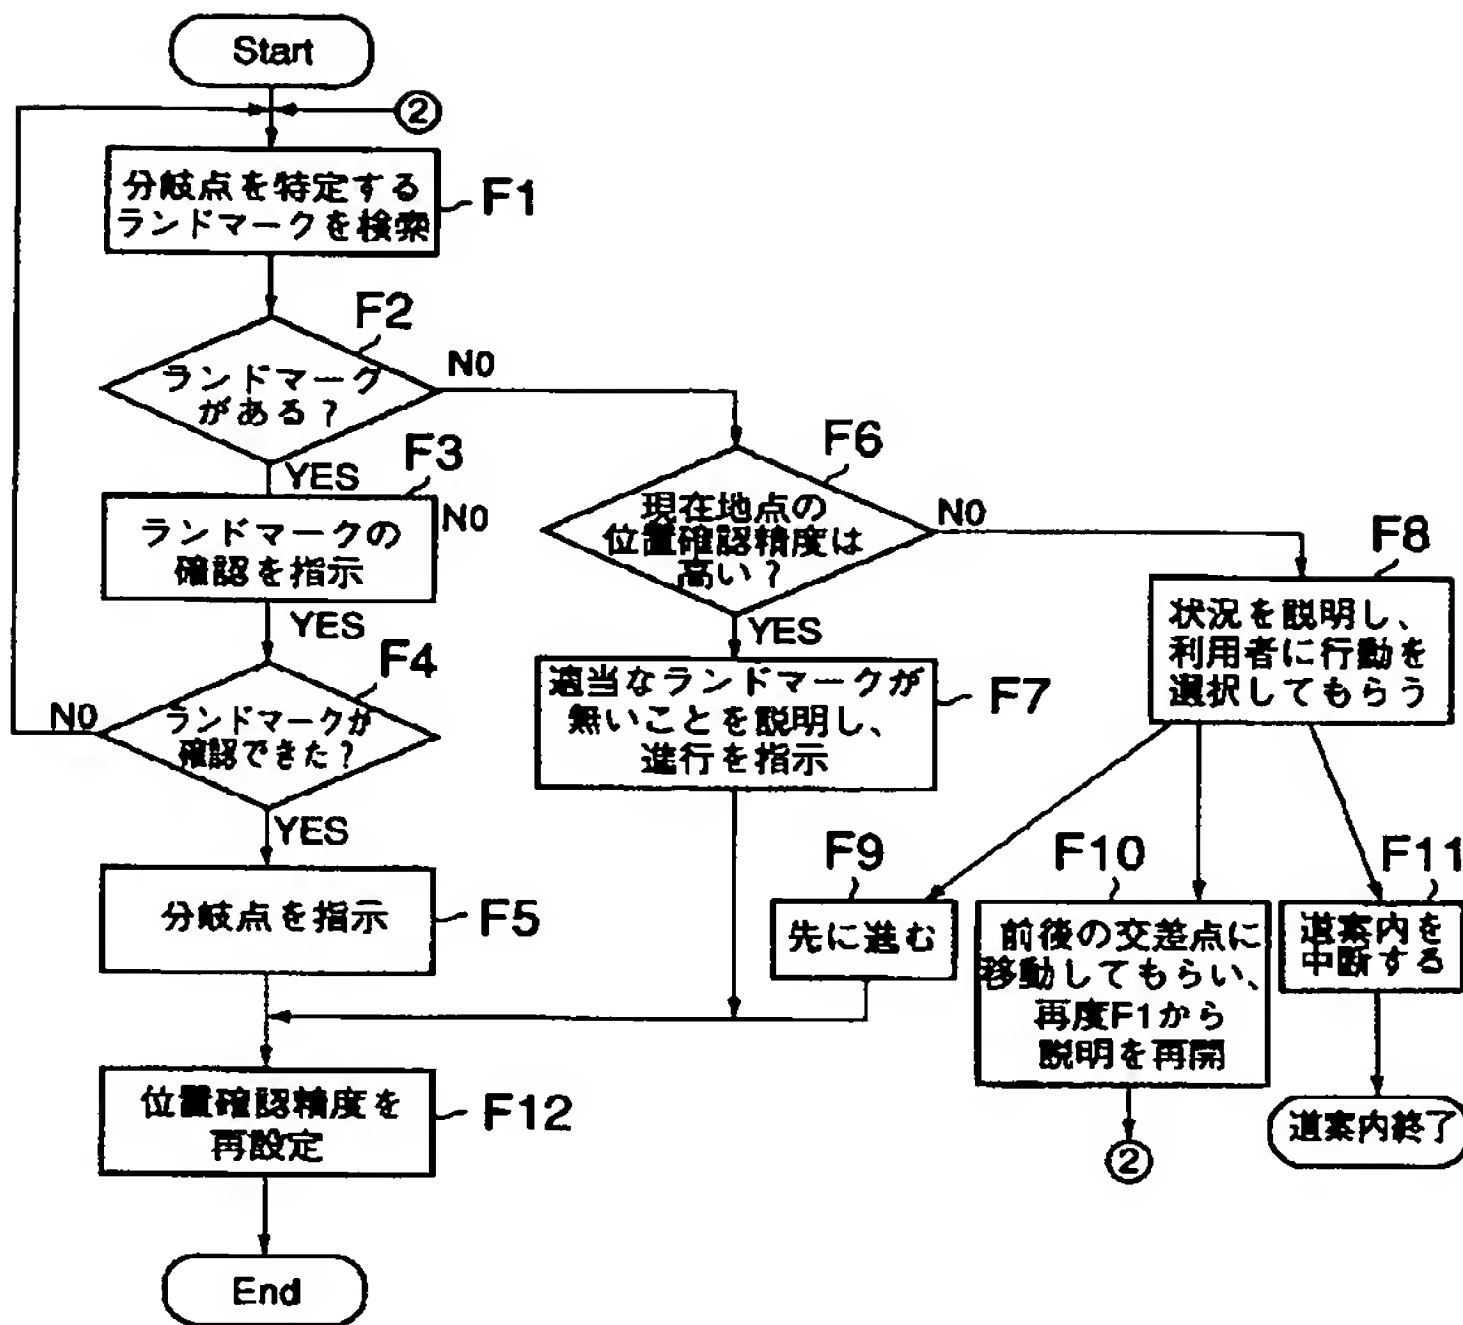 Start
②
分岐点を特定する
ランドマークを検索
F1
F2
ランドマーク
がある?
NO
YES
F3
ランドマークの
確認を指示
NO
YES
F4
ランドマークが
確認できた?
NO
YES
分岐点を指示
F5
F6
現在地点の
位置確認精度は
高い?
NO
YES
適当なランドマークが
無いことを説明し、
進行を指示
F7
F8
状況を説明し、
利用者に行動を
選択してもらう
F9
先に進む
F10
前後の交差点に
移動してもらい、
再度F1から
説明を再開
②
F11
道案内を
中断する
道案内終了
位置確認精度を
再設定
F12
End